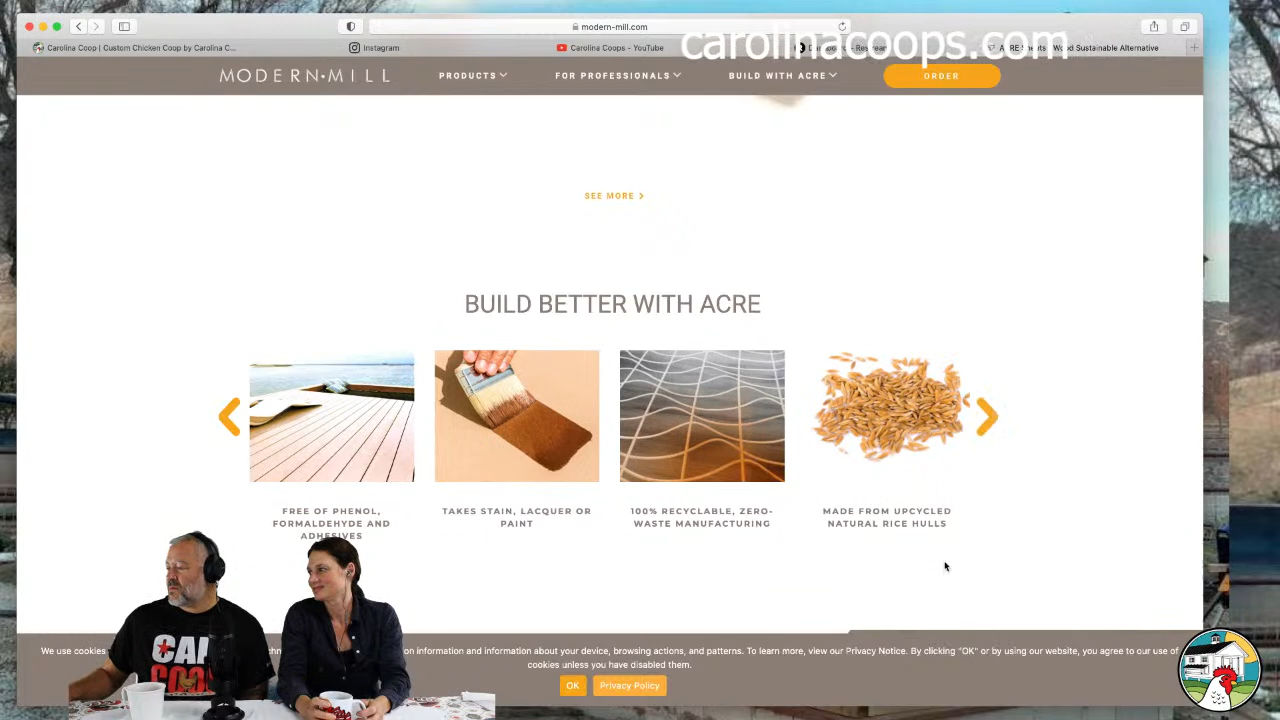 modern-mill.com
carolinacoops.com
Carolina Coop | Custom Chicken Coop by Carolina C...
Instagram
Carolina Coops - YouTube
Wood Sustainable Alternative
MODERN•MILL
PRODUCTS
FOR PROFESSIONALS
BUILD WITH ACRE
ORDER
SEE MORE >
BUILD BETTER WITH ACRE
FREE OF PHENOL,
FORMALDEHYDE AND
ADHESIVES
TAKES STAIN, LACQUER OR
PAINT
100% RECYCLABLE, ZERO-
WASTE MANUFACTURING
MADE FROM UPCYCLED
NATURAL RICE HULLS
We use cookies on information and information about your device, browsing actions, and patterns. To learn more, view our Privacy Notice. By clicking "OK" or by using our website, you agree to our use of
cookies unless you have disabled them.
OK
Privacy Policy